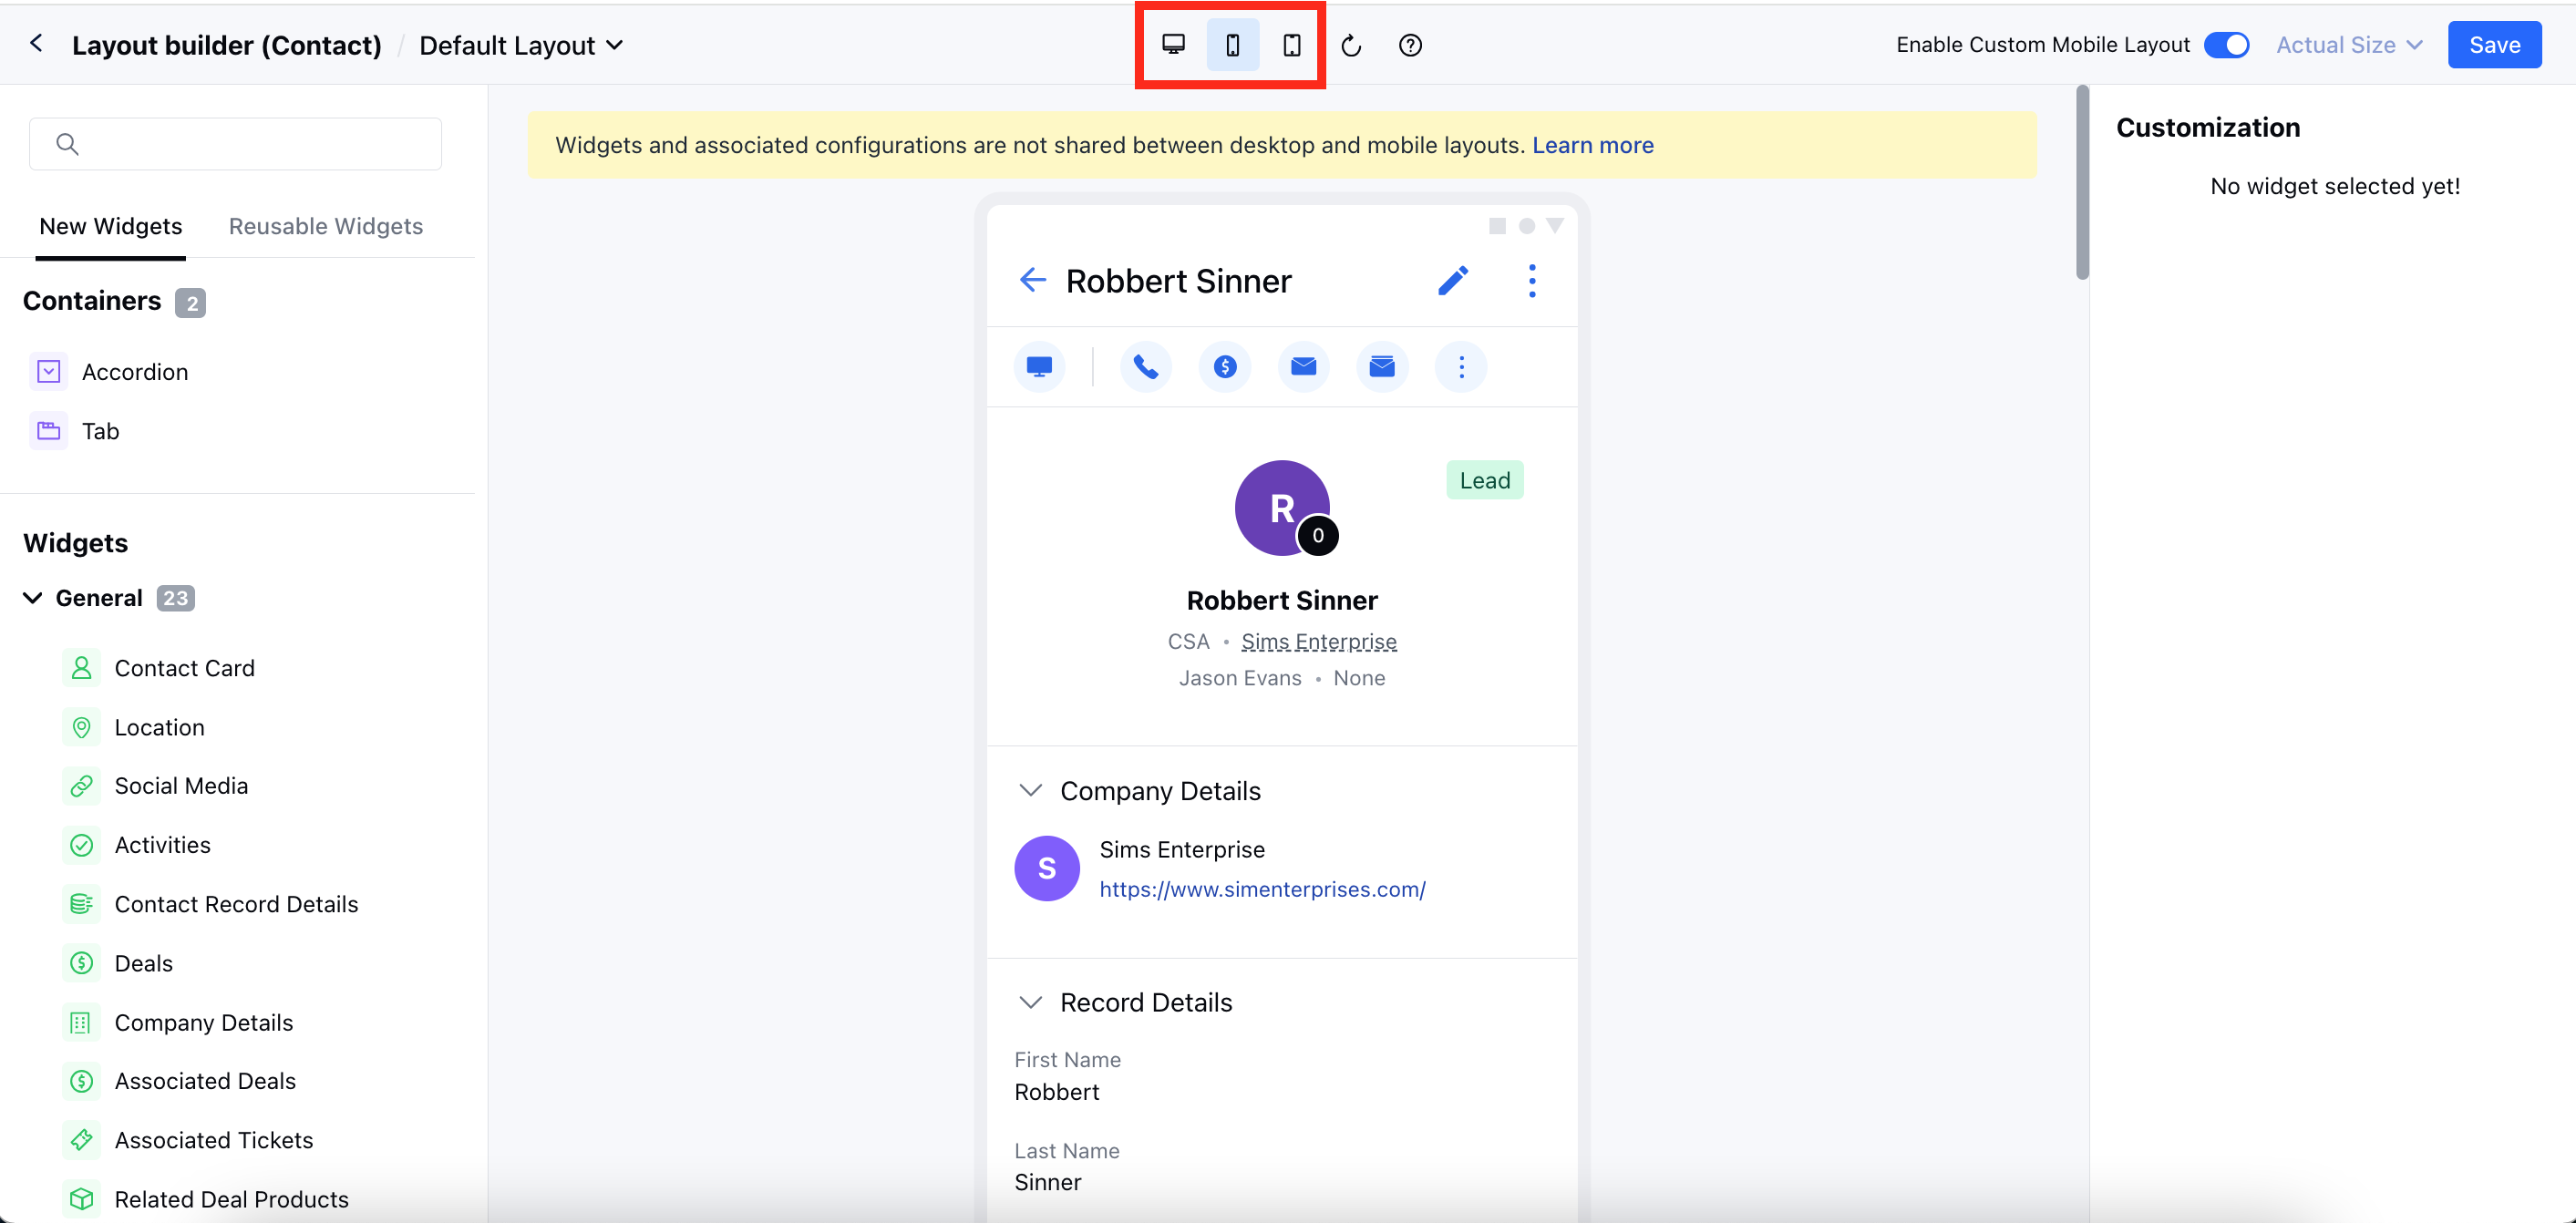 Layout builder (Contact) / Default Layout
Enable Custom Mobile Layout
Actual Size
Save
New Widgets
Reusable Widgets
Containers 2
Accordion
Tab
Widgets
General 23
Contact Card
Location
Social Media
Activities
Contact Record Details
Deals
Company Details
Associated Deals
Associated Tickets
Related Deal Products
Widgets and associated configurations are not shared between desktop and mobile layouts. Learn more
Robbert Sinner
Lead
R
0
Robbert Sinner
CSA • Sims Enterprise
Jason Evans • None
Company Details
S
Sims Enterprise
https://www.simenterprises.com/
Record Details
First Name
Robbert
Last Name
Sinner
Customization
No widget selected yet!